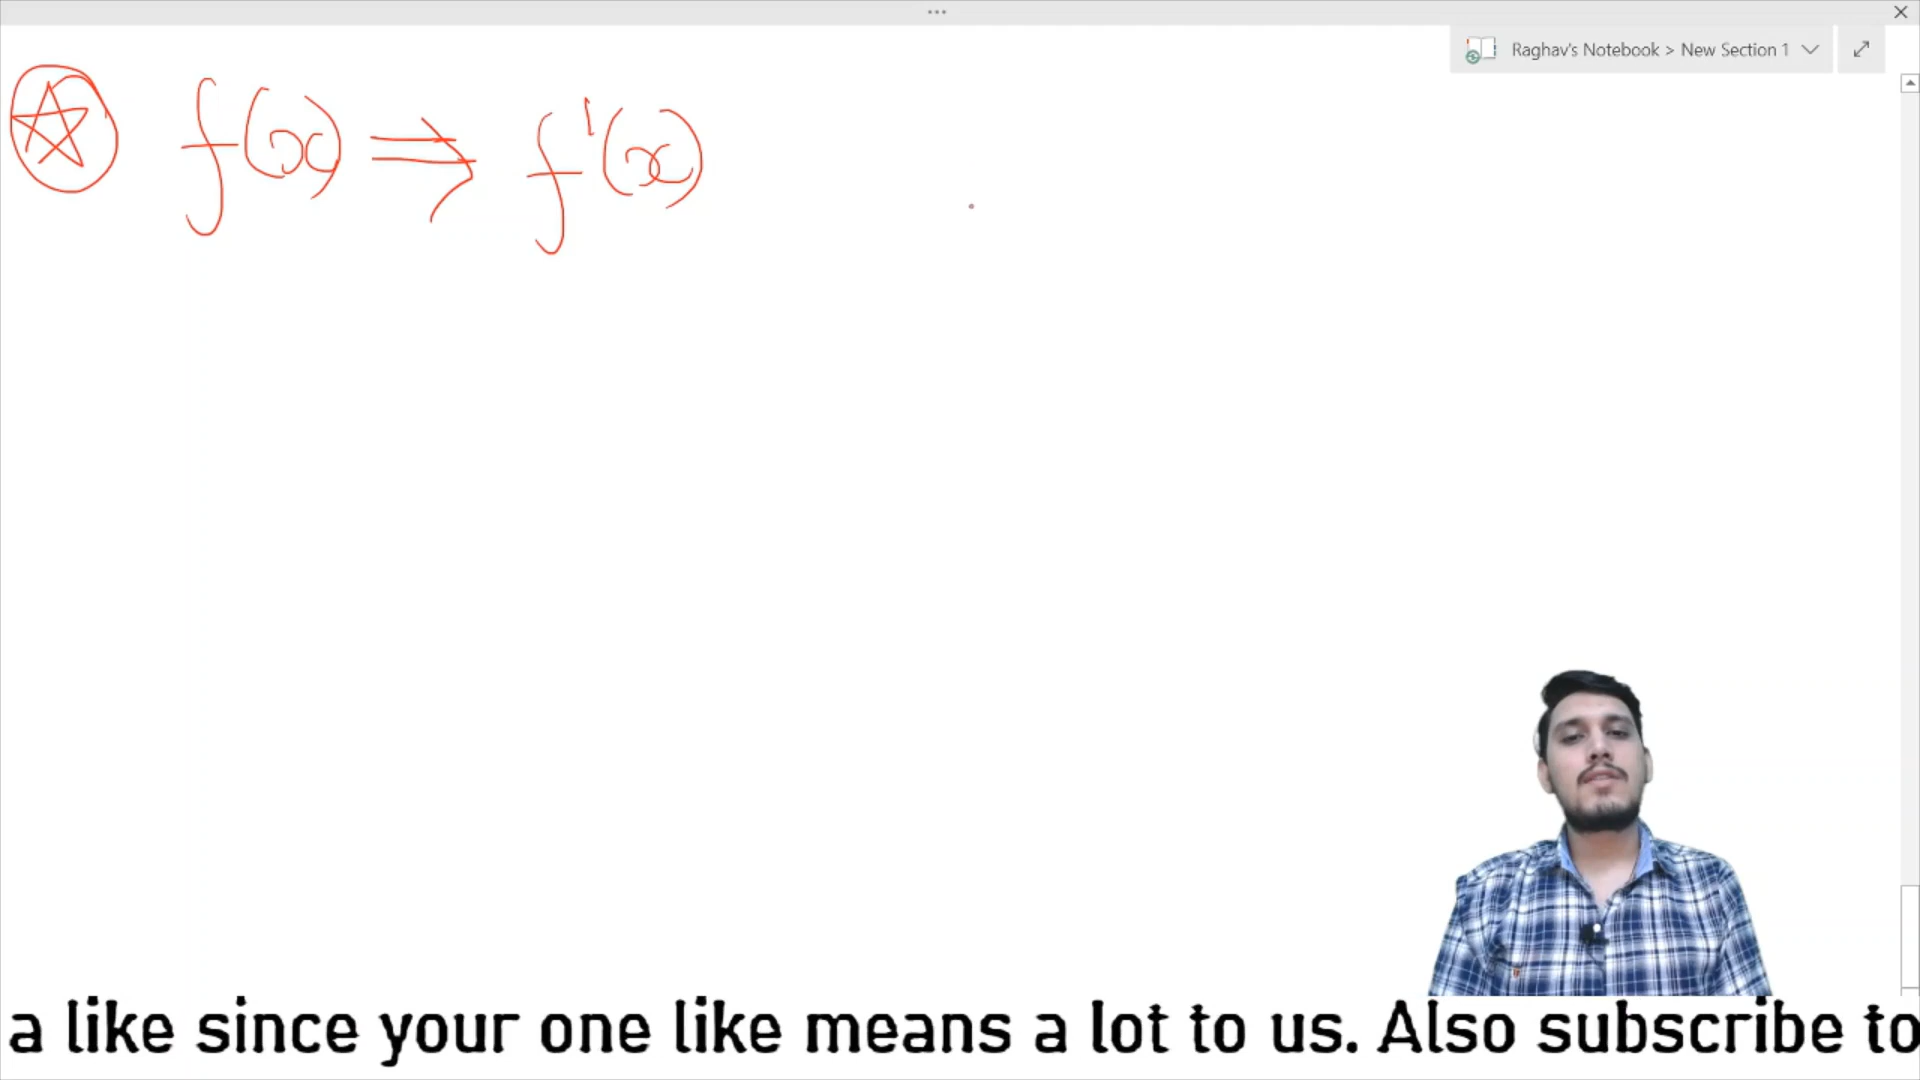 Raghav's Notebook > New Section 1
f(x) ⇒ f'(x)
a like since your one like means a lot to us. Also subscribe to